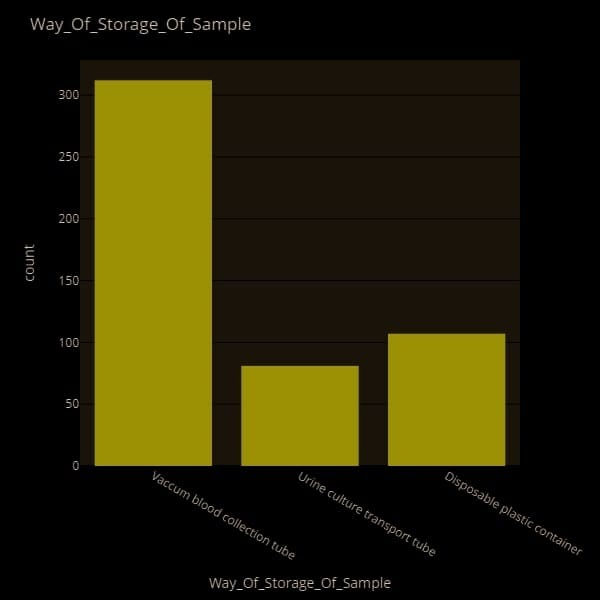 Way_Of_Storage_Of_Sample
300
250
200
150
100
50
0
count
Vaccum blood collection tube
Urine culture transport tube
Disposable plastic container
Way_Of_Storage_Of_Sample